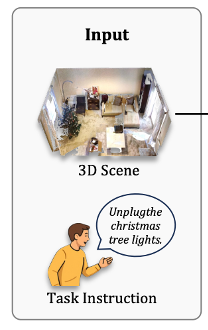 Input
3D Scene
Unplugthe
christmas
tree lights.
Task Instruction